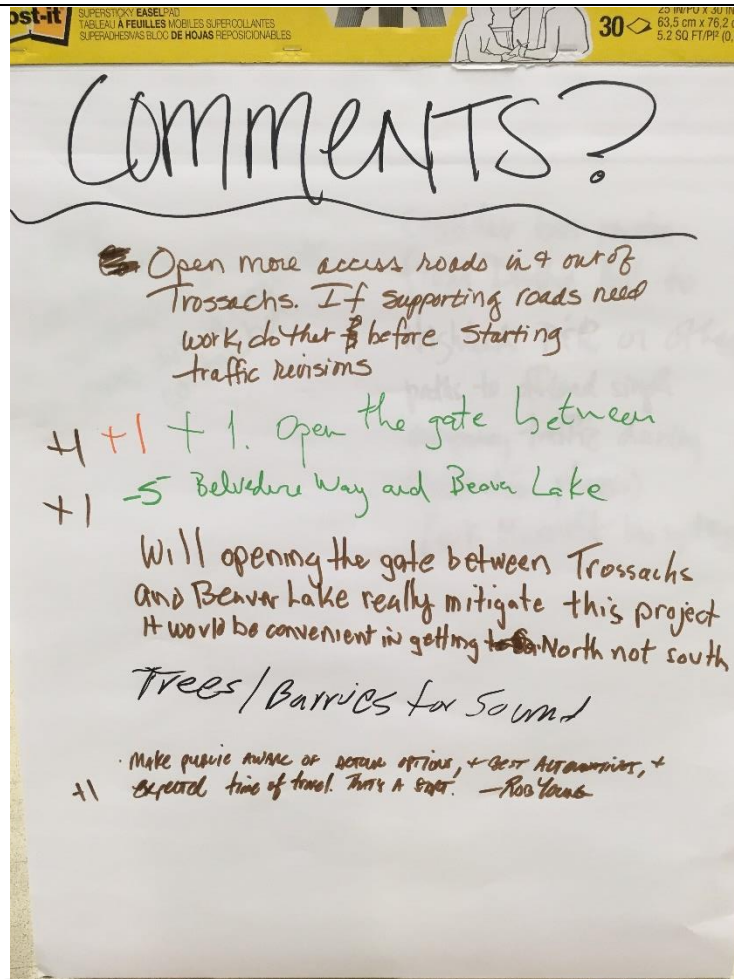 ost-it
SUPERSTICKY EASELPAD
TABLEAU À FEUILLES MOBILES SUPERCOLLANTES
SUPERADHESIVAS BLOC DE HOJAS REPOSICIONABLES
30
63,5 cm x 76,2
5.2 SQ FT/PI² (0,
COMMENTS?
Open more access roads in & out of
Trossachs. If supporting roads need
work, do that before starting
traffic revisions
+1 +1 +1. Open the gate between
+1 -5 Belvedere Way and Beaver Lake
Will opening the gate between Trossachs
and Beaver Lake really mitigate this project
It would be convenient in getting North not south
Trees/Barries for Sound
· Make public aware of detour options, + best alternatives, +
+1 expected time of travel. That's a start. - Rob Young